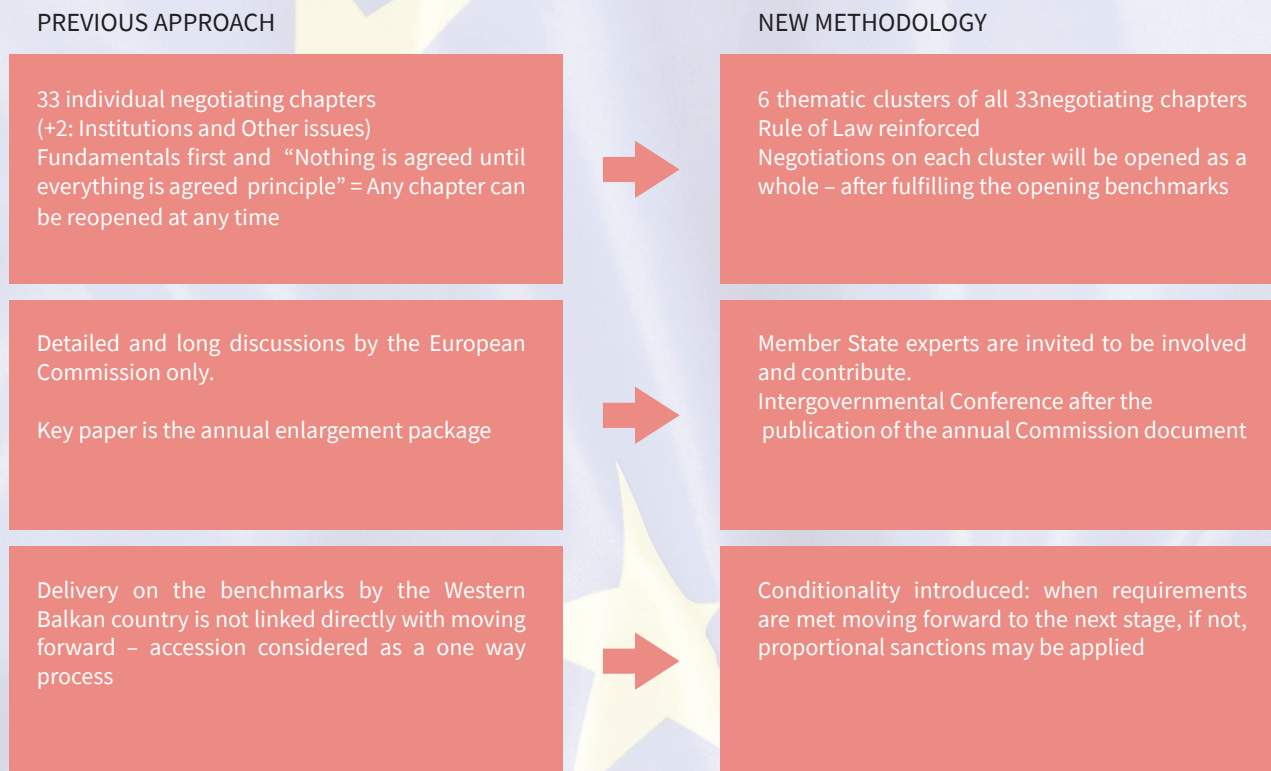 PREVIOUS APPROACH
NEW METHODOLOGY
33 individual negotiating chapters
(+2: Institutions and Other issues)
Fundamentals first and “Nothing is agreed until
everything is agreed principle” = Any chapter can
be reopened at any time
6 thematic clusters of all 33negotiating chapters
Rule of Law reinforced
Negotiations on each cluster will be opened as a
whole – after fulfilling the opening benchmarks
Detailed and long discussions by the European
Commission only.
Key paper is the annual enlargement package
Member State experts are invited to be involved
and contribute.
Intergovernmental Conference after the
publication of the annual Commission document
Delivery on the benchmarks by the Western
Balkan country is not linked directly with moving
forward – accession considered as a one way
process
Conditionality introduced: when requirements
are met moving forward to the next stage, if not,
proportional sanctions may be applied